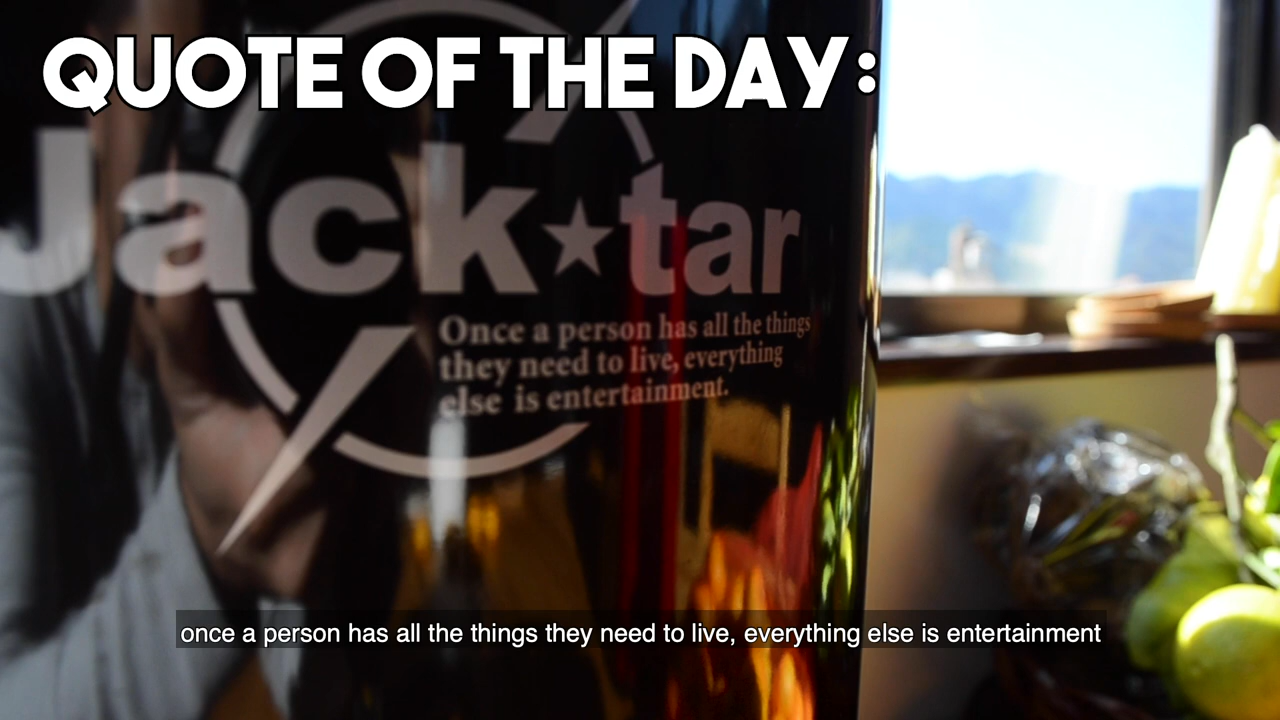 QUOTE OF THE DAY:
Jack★tar
Once a person has all the things
they need to live, everything
else is entertainment.
once a person has all the things they need to live, everything else is entertainment